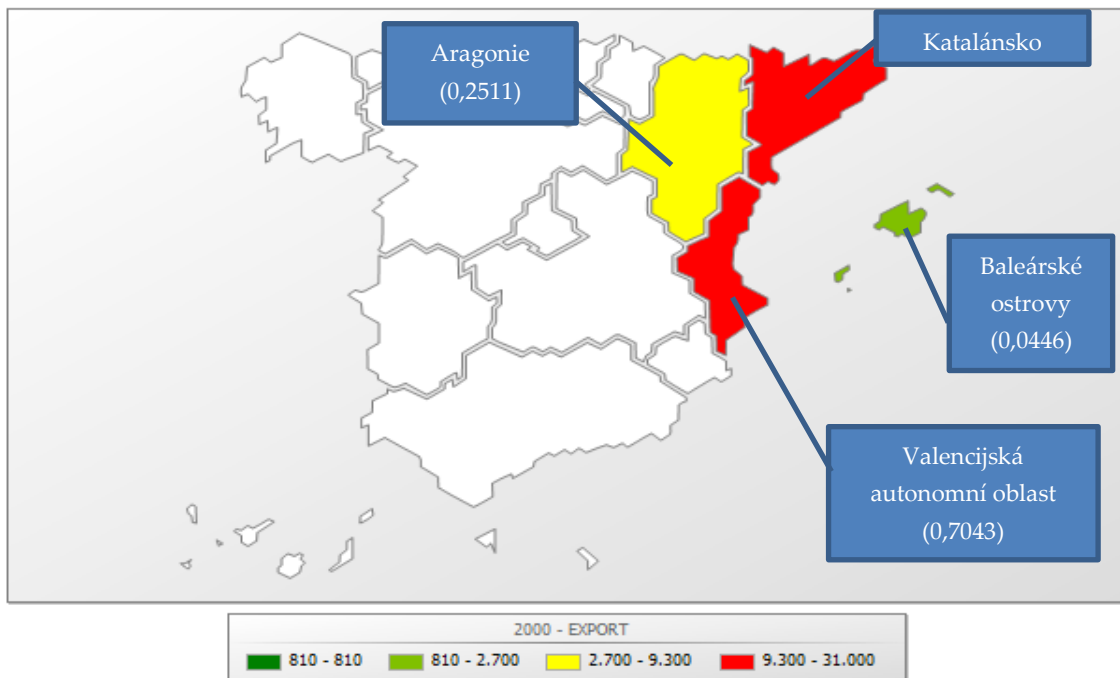 Aragonie
(0,2511)
Katalánsko
Baleárské
ostrovy
(0,0446)
Valencijská
autonomní oblast
(0,7043)
2000 - EXPORT
810 - 810
810 - 2.700
2.700 - 9.300
9.300 - 31.000